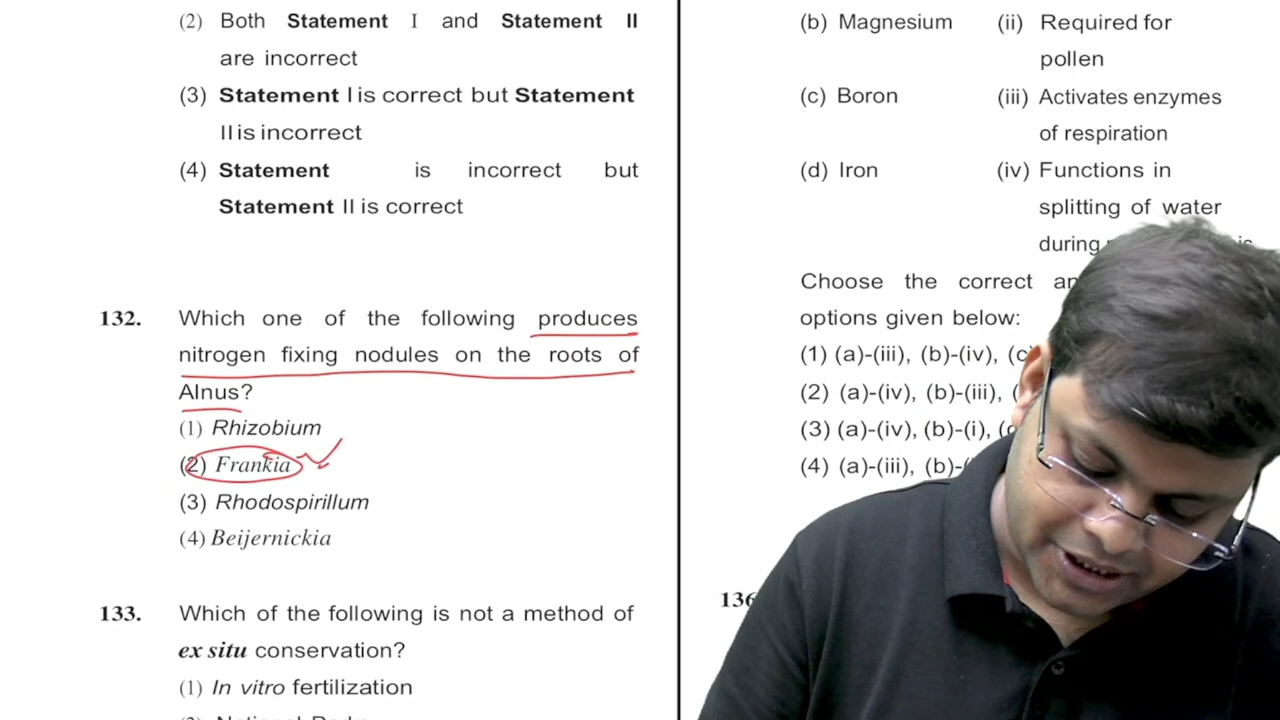 (2) Both Statement I and Statement II
are incorrect
(3) Statement I is correct but Statement
II is incorrect
(4) Statement is incorrect but
Statement II is correct
132. Which one of the following produces
nitrogen fixing nodules on the roots of
Alnus?
(1) Rhizobium
(2) Frankia
(3) Rhodospirillum
(4) Beijernickia
133. Which of the following is not a method of
ex situ conservation?
(1) In vitro fertilization
(b) Magnesium (ii) Required for
pollen
(c) Boron (iii) Activates enzymes
of respiration
(d) Iron (iv) Functions in
splitting of water
during
Choose the correct
options given below:
(1) (a)-(iii), (b)-(iv),
(2) (a)-(iv), (b)-(iii),
(3) (a)-(iv), (b)-(i),
(4) (a)-(iii), (b)-
136